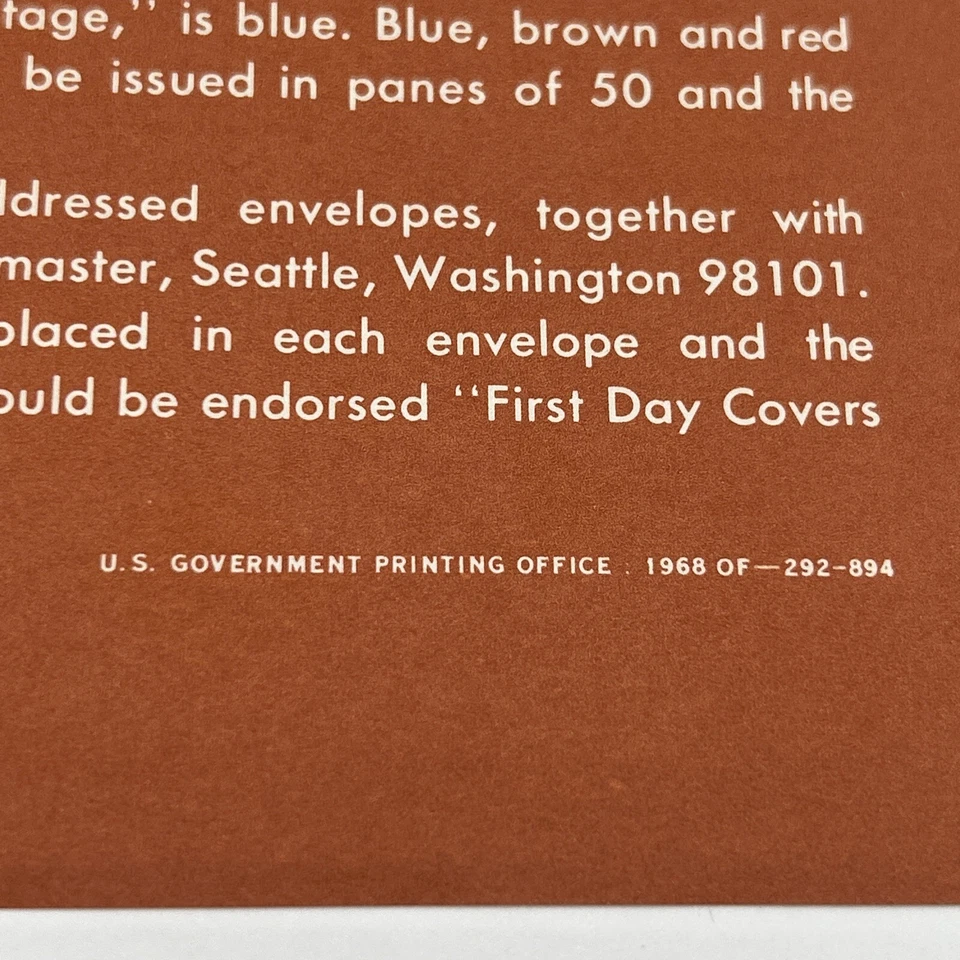 tage,'' is blue. Blue, brown and red
be issued in panes of 50 and the
ddressed envelopes, together with
master, Seattle, Washington 98101.
placed in each envelope and the
ould be endorsed ‘‘First Day Covers
U.S. GOVERNMENT PRINTING OFFICE : 1968 OF—292-894